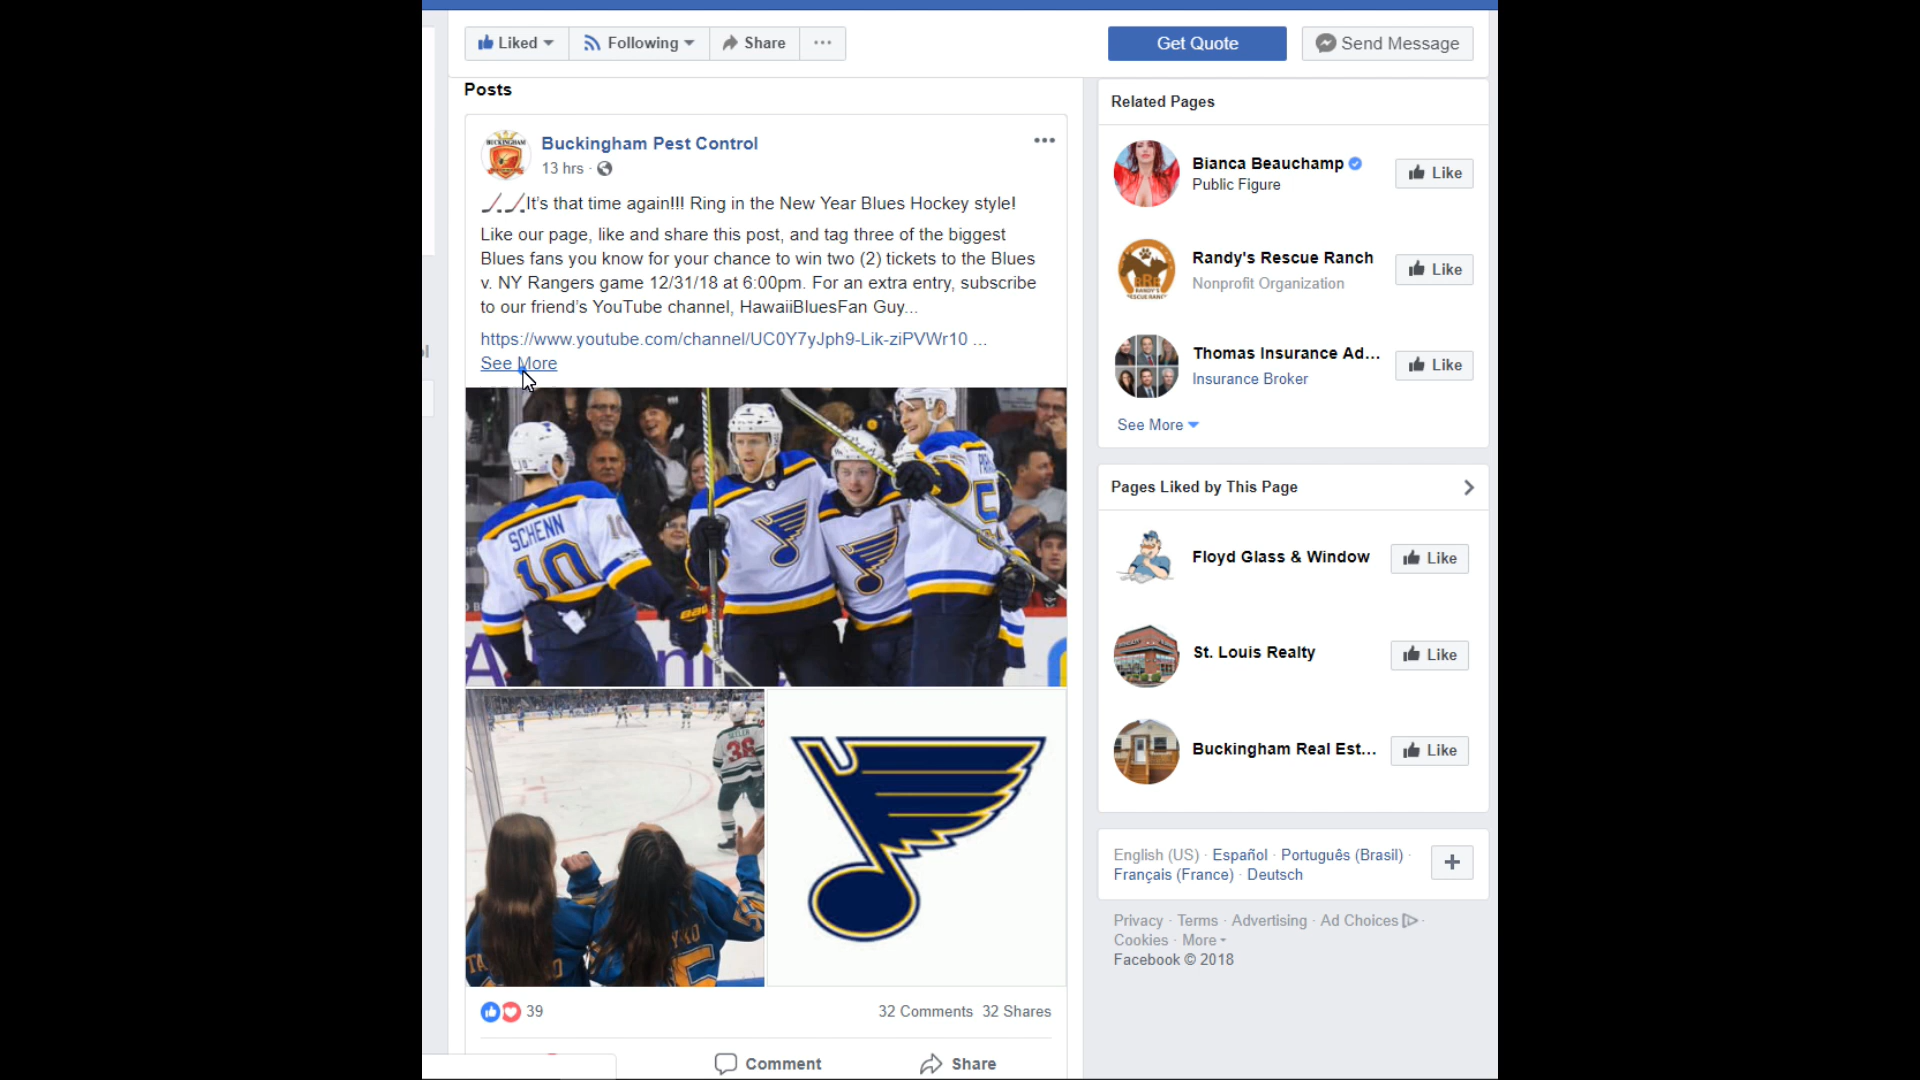 Liked
Following
Share
Get Quote
Send Message
Posts
Buckingham Pest Control
13 hrs ·
It's that time again!!! Ring in the New Year Blues Hockey style!
Like our page, like and share this post, and tag three of the biggest
Blues fans you know for your chance to win two (2) tickets to the Blues
v. NY Rangers game 12/31/18 at 6:00pm. For an extra entry, subscribe
to our friend's YouTube channel, HawaiiBluesFan Guy...
https://www.youtube.com/channel/UC0Y7yJph9-Lik-ziPVWr10 ...
See More
SCHENN
10
A
39
32 Comments 32 Shares
Comment
Share
Related Pages
Bianca Beauchamp
Public Figure
Like
Randy's Rescue Ranch
Nonprofit Organization
Like
Thomas Insurance Ad...
Insurance Broker
Like
See More
Pages Liked by This Page
Floyd Glass & Window
Like
St. Louis Realty
Like
Buckingham Real Est...
Like
English (US) · Español · Português (Brasil) ·
Français (France) · Deutsch
Privacy · Terms · Advertising · Ad Choices ·
Cookies · More
Facebook © 2018